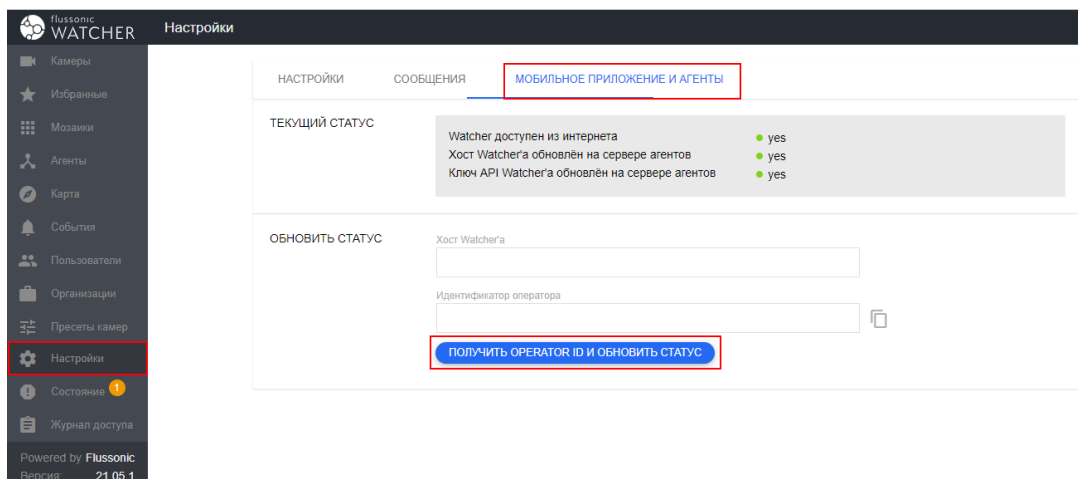 flussonic
WATCHER
Настройки
Камеры
Избранные
Мозаики
Агенты
Карта
События
Пользователи
Организации
Пресеты камер
Настройки
Состояние 1
Журнал доступа
Powered by Flussonic
Версия: 21.05.1
НАСТРОЙКИ СООБЩЕНИЯ МОБИЛЬНОЕ ПРИЛОЖЕНИЕ И АГЕНТЫ
ТЕКУЩИЙ СТАТУС
Watcher доступен из интернета yes
Хост Watcher'а обновлён на сервере агентов yes
Ключ API Watcher'а обновлён на сервере агентов yes
ОБНОВИТЬ СТАТУС
Хост Watcher'а
Идентификатор оператора
ПОЛУЧИТЬ OPERATOR ID И ОБНОВИТЬ СТАТУС